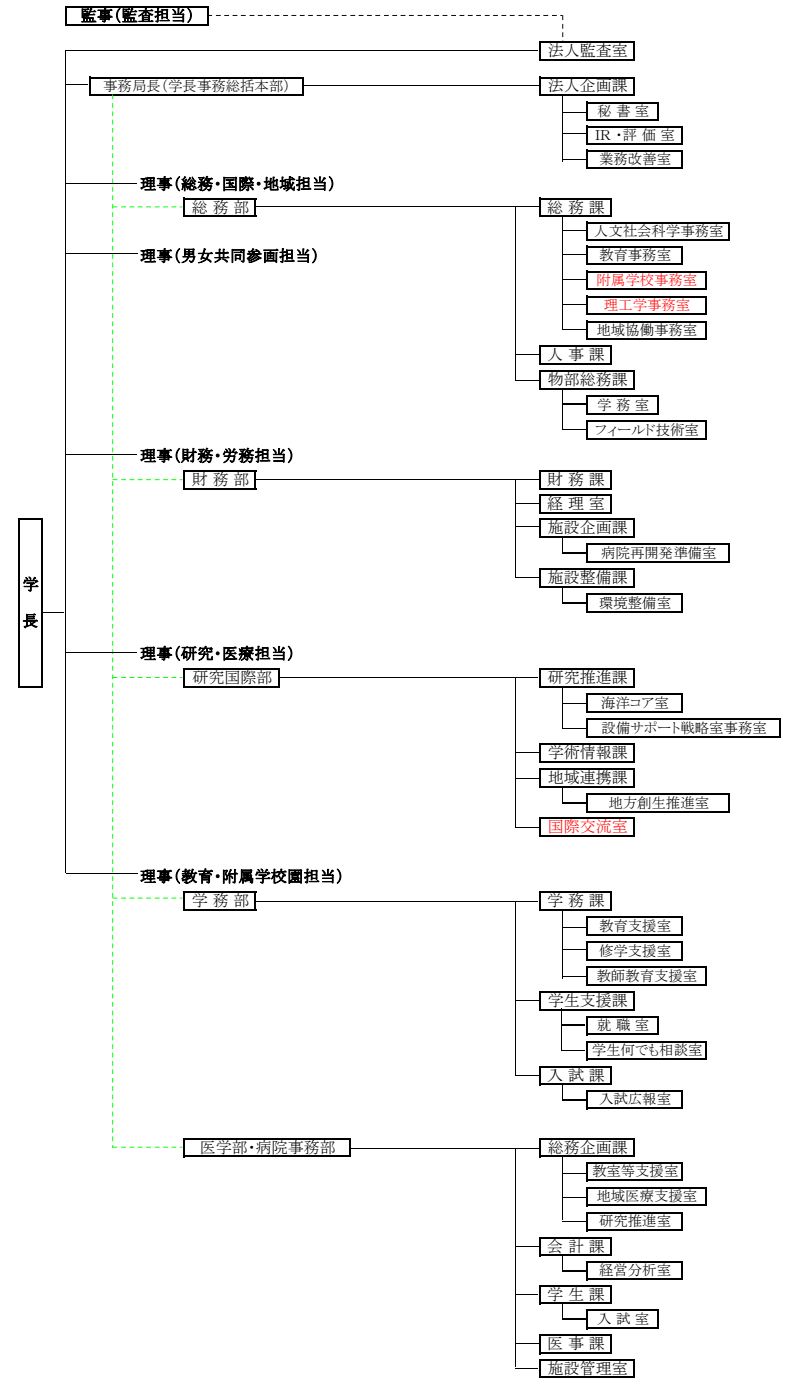 監事(監査担当)
法人監査室
事務局長(学長事務総括本部)
法人企画課
秘書室
IR・評価室
業務改善室
理事(総務・国際・地域担当)
総務部
総務課
人文社会科学事務室
教育事務室
理事(男女共同参画担当)
附属学校事務室
理工学事務室
地域協働事務室
人事課
物部総務課
学務室
フィールド技術室
理事(財務・労務担当)
財務部
財務課
経理室
施設企画課
病院再開発準備室
施設整備課
環境整備室
学長
理事(研究・医療担当)
研究国際部
研究推進課
海洋コア室
設備サポート戦略室事務室
学術情報課
地域連携課
地方創生推進室
国際交流室
理事(教育・附属学校園担当)
学務部
学務課
教育支援室
修学支援室
教師教育支援室
学生支援課
就職室
学生何でも相談室
入試課
入試広報室
医学部・病院事務部
総務企画課
教室等支援室
地域医療支援室
研究推進室
会計課
経営分析室
学生課
入試室
医事課
施設管理室